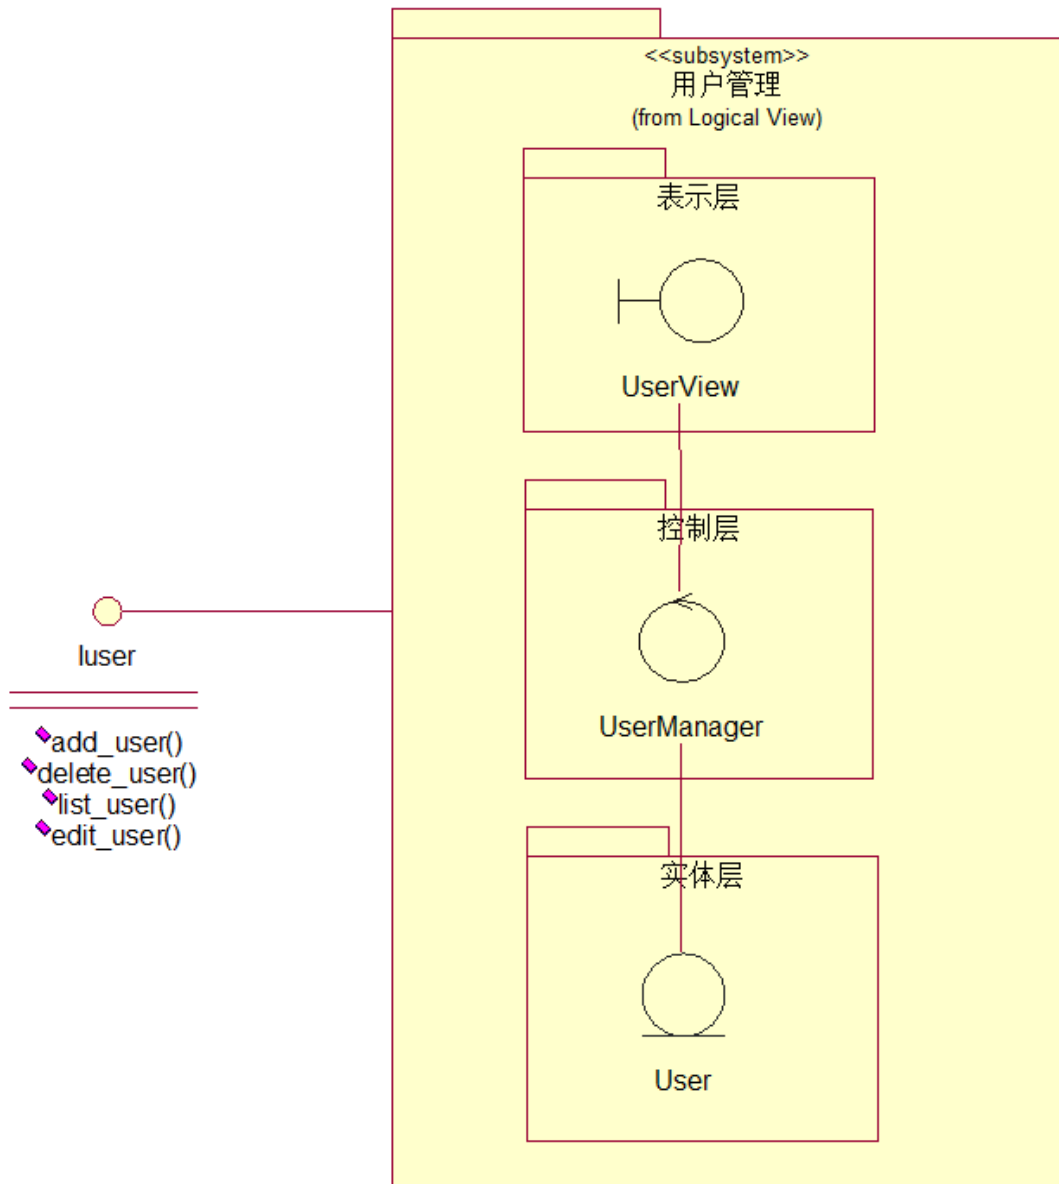 <<subsystem>>
用户管理
(from Logical View)
表示层
UserView
控制层
UserManager
实体层
User
Iuser
add_user()
delete_user()
list_user()
edit_user()